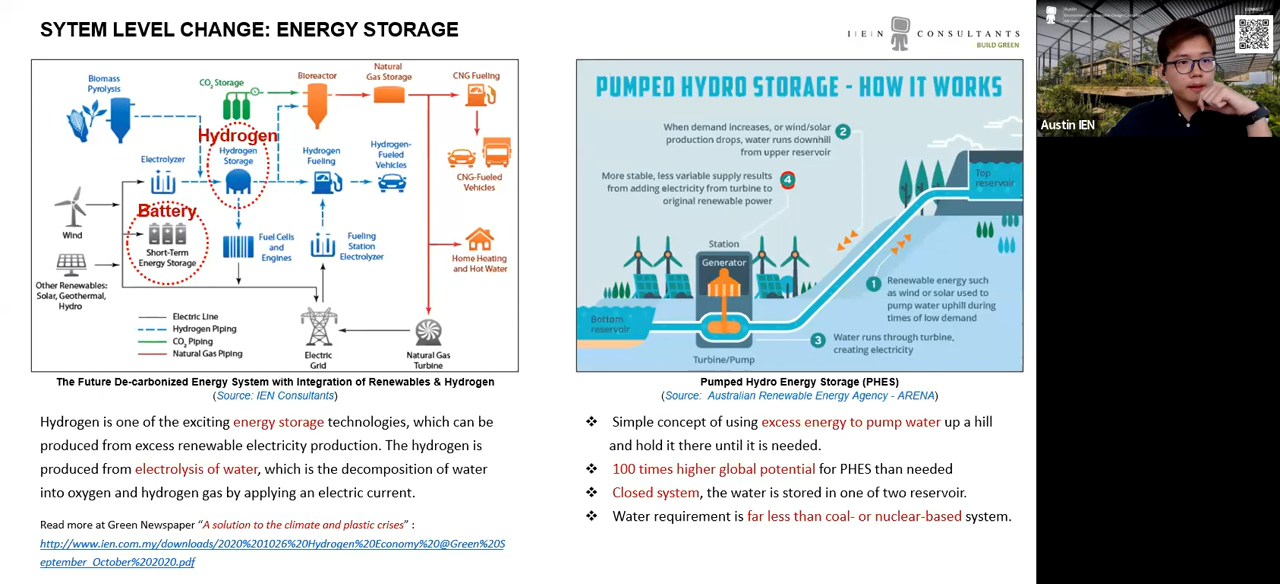 SYTEM LEVEL CHANGE: ENERGY STORAGE
IEN CONSULTANTS
BUILD GREEN
Biomass
Pyrolysis
CO2 Storage
Bioreactor
Natural
Gas Storage
CNG Fueling
Hydrogen
Electrolyzer
Hydrogen
Storage
Hydrogen
Fueling
Hydrogen-
Fueled
Vehicles
CNG-Fueled
Vehicles
Battery
Wind
Short-Term
Energy Storage
Fuel Cells
and
Engines
Fueling
Station
Electrolyzer
Home Heating
and Hot Water
Other Renewables:
Solar, Geothermal,
Hydro
Electric Line
Hydrogen Piping
CO2 Piping
Natural Gas Piping
Electric
Grid
Natural Gas
Turbine
The Future De-carbonized Energy System with Integration of Renewables & Hydrogen
(Source: IEN Consultants)
Hydrogen is one of the exciting energy storage technologies, which can be
produced from excess renewable electricity production. The hydrogen is
produced from electrolysis of water, which is the decomposition of water
into oxygen and hydrogen gas by applying an electric current.
Read more at Green Newspaper “A solution to the climate and plastic crises” :
http://www.ien.com.my/downloads/2020%201026%20Hydrogen%20Economy%20@Green%20S
eptember_October%202020.pdf
PUMPED HYDRO STORAGE - HOW IT WORKS
When demand increases, or wind/solar
production drops, water runs downhill
from upper reservoir
2
More stable, less variable supply results
from adding electricity from turbine to
original renewable power
4
Top
reservoir
Station
Generator
1
Renewable energy such
as wind or solar used to
pump water uphill during
times of low demand
Bottom
reservoir
3
Water runs through turbine,
creating electricity
Turbine/Pump
Pumped Hydro Energy Storage (PHES)
(Source: Australian Renewable Energy Agency - ARENA)
❖ Simple concept of using excess energy to pump water up a hill
and hold it there until it is needed.
❖ 100 times higher global potential for PHES than needed
❖ Closed system, the water is stored in one of two reservoir.
❖ Water requirement is far less than coal- or nuclear-based system.
Austin
CONNECT
Austin IEN